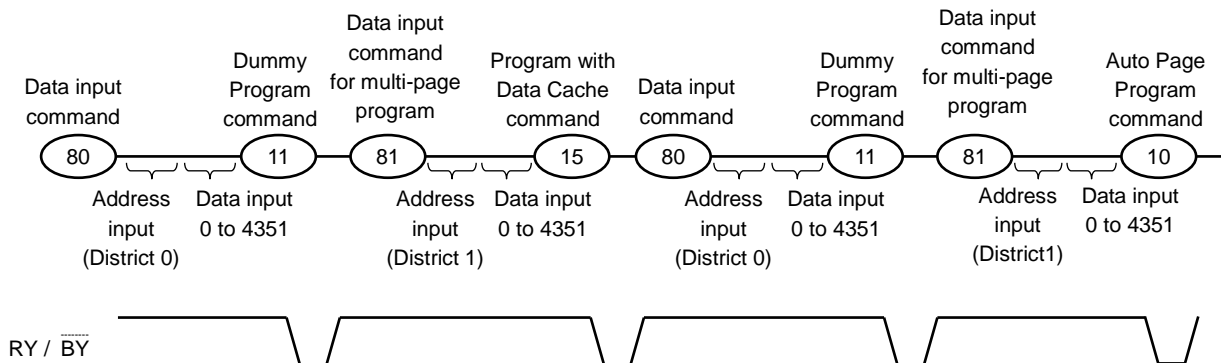 Data input
command
Dummy
Program
command
Data input
command
for multi-page
program
Program with
Data Cache
command
Data input
command
Dummy
Program
command
Data input
command
for multi-page
program
Auto Page
Program
command
80
11
81
15
80
11
81
10
Address
input
(District 0)
Data input
0 to 4351
Address
input
(District 1)
Data input
0 to 4351
Address
input
(District 0)
Data input
0 to 4351
Address
input
(District1)
Data input
0 to 4351
RY / BY